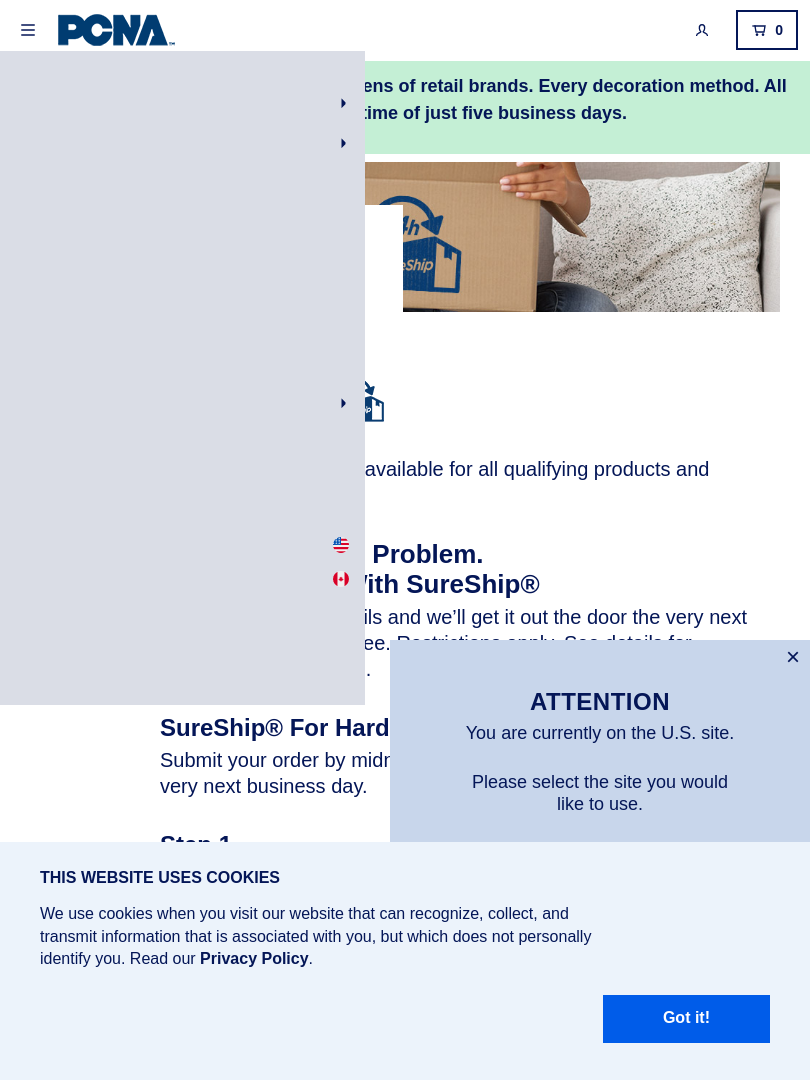 PCNA
0
ens of retail brands. Every decoration method. All
time of just five business days.
available for all qualifying products and
Problem.
With SureShip®
ils and we’ll get it out the door the very next
ATTENTION
You are currently on the U.S. site.
Please select the site you would
like to use.
SureShip® For Hard
Submit your order by midn
very next business day.
Step 1
THIS WEBSITE USES COOKIES
We use cookies when you visit our website that can recognize, collect, and
transmit information that is associated with you, but which does not personally
identify you. Read our Privacy Policy.
Got it!